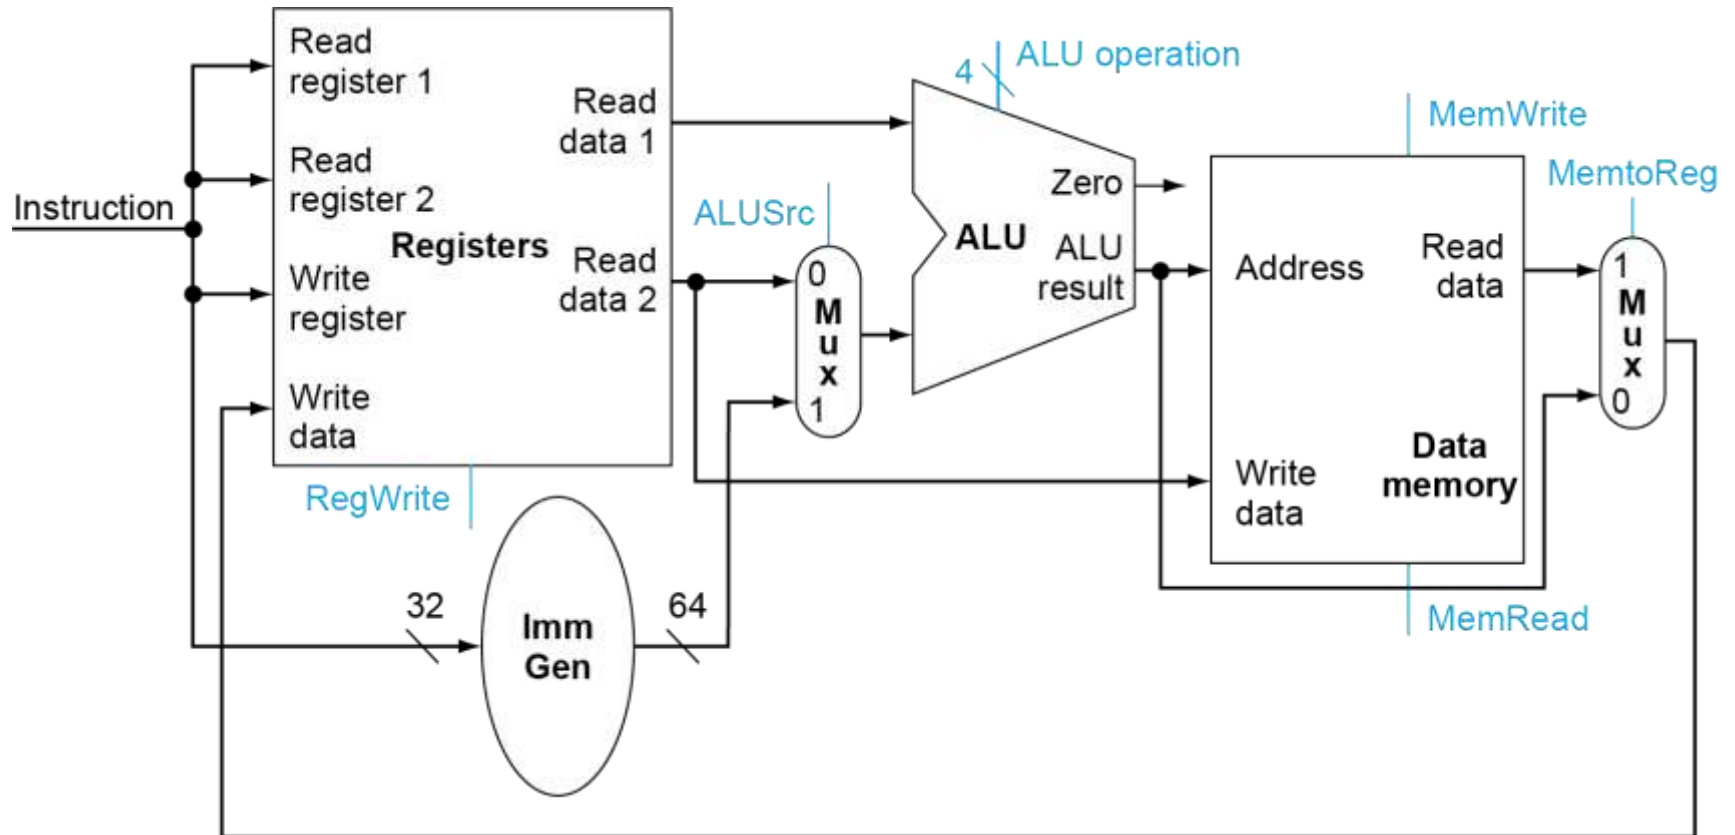 Instruction
Read
register 1
Read
register 2
Registers
Write
register
Write
data
Read
data 1
Read
data 2
RegWrite
32
Imm
Gen
64
ALUSrc
0
M
u
x
1
4
ALU operation
Zero
ALU
ALU
result
MemWrite
Address
Read
data
Write
data
Data
memory
MemRead
MemtoReg
1
M
u
x
0